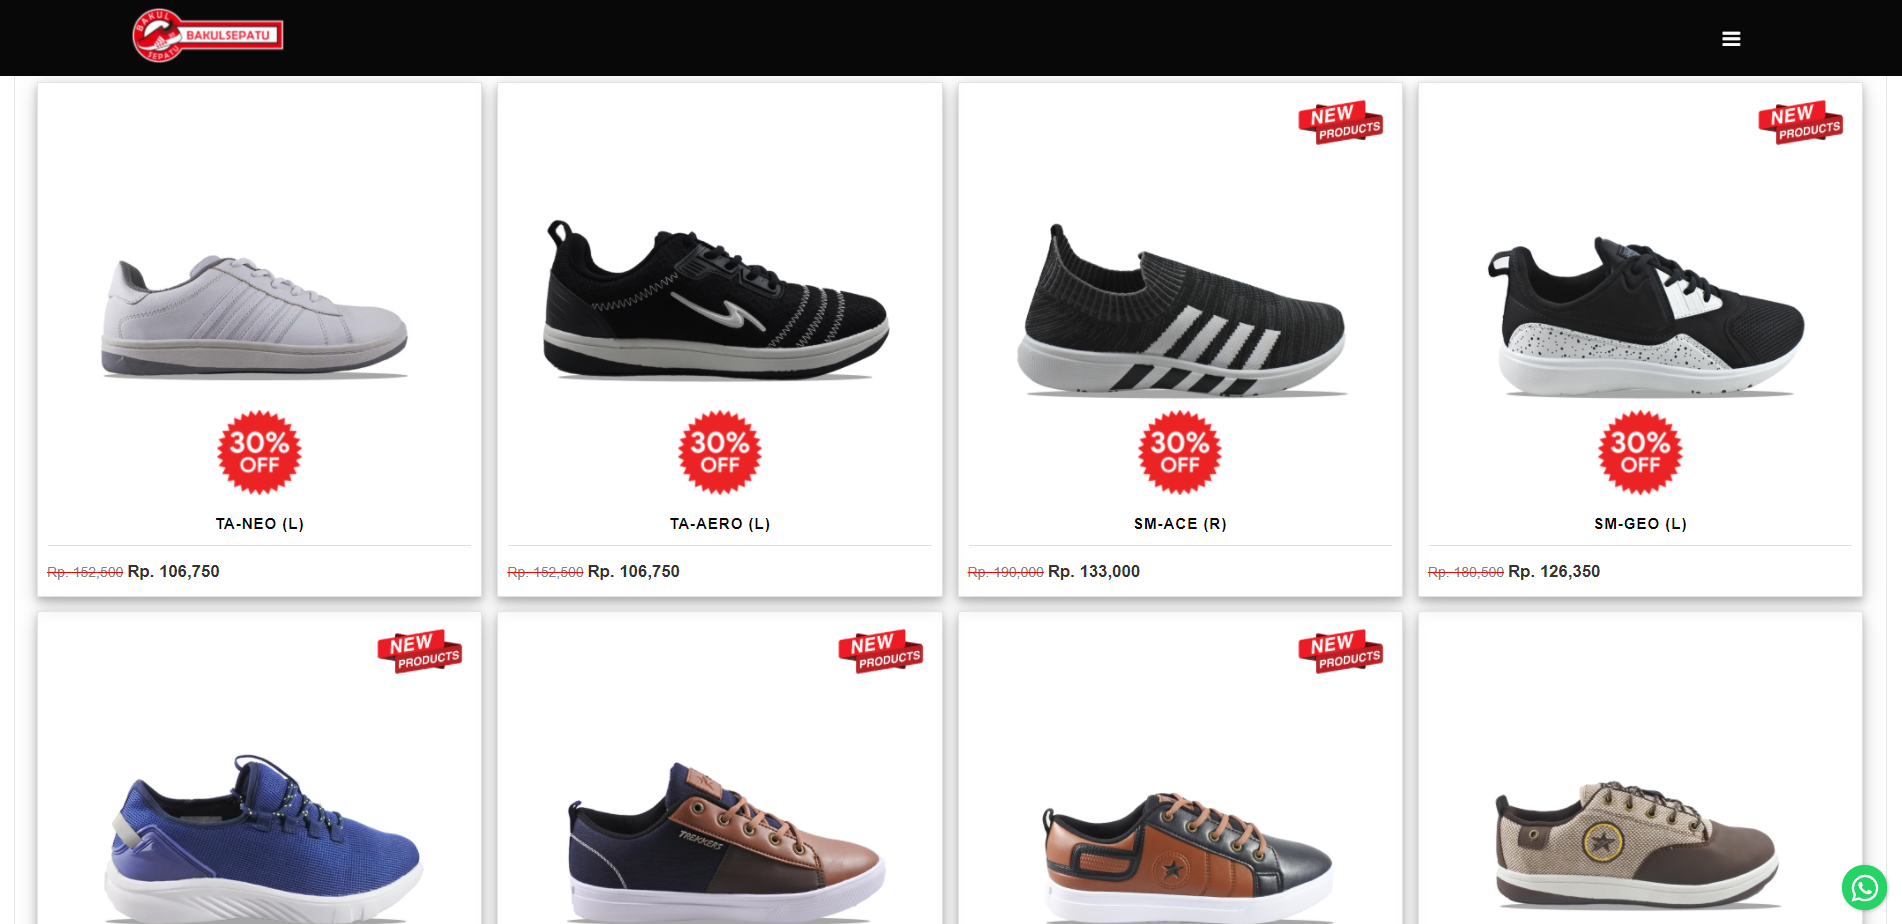 BAKUL
BAKULSEPATU
SEPATU
NEW
PRODUCTS
NEW
PRODUCTS
30%
OFF
30%
OFF
30%
OFF
30%
OFF
TA-NEO (L)
TA-AERO (L)
SM-ACE (R)
SM-GEO (L)
Rp. 152,500 Rp. 106,750
Rp. 152,500 Rp. 106,750
Rp. 190,000 Rp. 133,000
Rp. 180,500 Rp. 126,350
NEW
PRODUCTS
NEW
PRODUCTS
NEW
PRODUCTS
TREKKERS